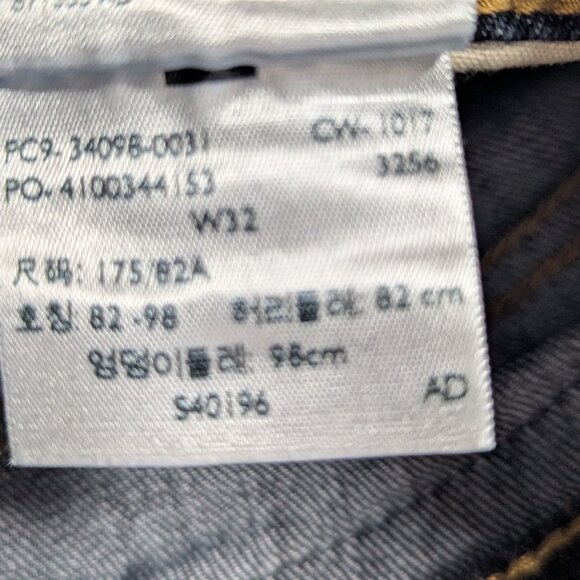 PC9-34098-0031 CW-1017
PO-4100344153 3256
W32
尺码: 175/82A
호칭 82-98 허리둘레: 82 cm
엉덩이둘레: 98cm
S40196 AD